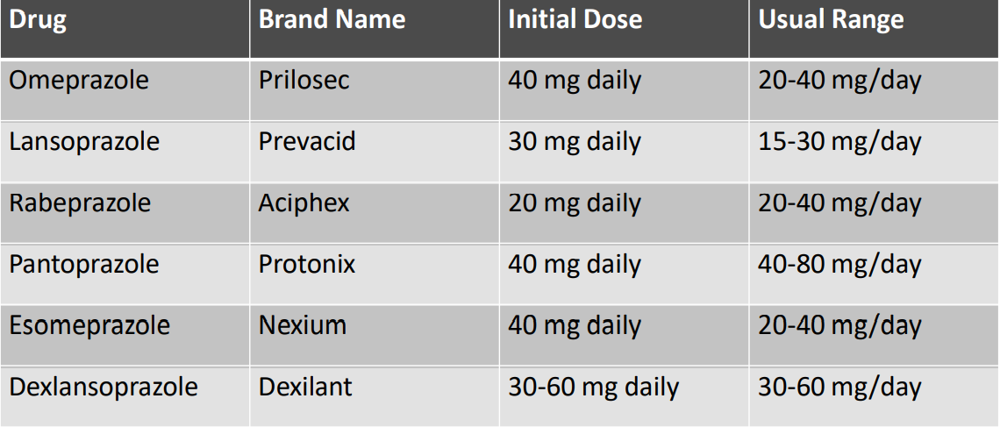 Drug Brand Name Initial Dose Usual Range
Omeprazole Prilosec 40 mg daily 20-40 mg/day
Lansoprazole Prevacid 30 mg daily 15-30 mg/day
Rabeprazole Aciphex 20 mg daily 20-40 mg/day
Pantoprazole Protonix 40 mg daily 40-80 mg/day
Esomeprazole Nexium 40 mg daily 20-40 mg/day
Dexlansoprazole Dexilant 30-60 mg daily 30-60 mg/day